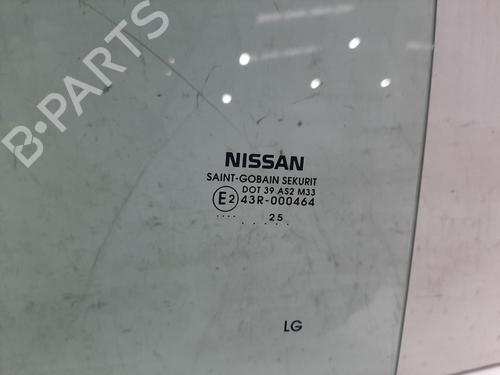 B-PARTS
NISSAN
SAINT-GOBAIN SEKURIT
DOT 39 AS2 M33
E2 43R-000464
.... 25
.. ...
LG